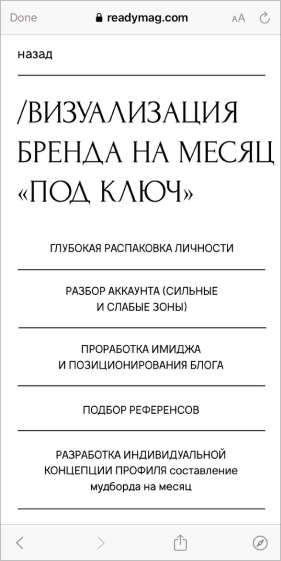 Done readymag.com AA
назад
/ВИЗУАЛИЗАЦИЯ
БРЕНДА НА МЕСЯЦ
«ПОД КЛЮЧ»
ГЛУБОКАЯ РАСПАКОВКА ЛИЧНОСТИ
РАЗБОР АККАУНТА (СИЛЬНЫЕ
И СЛАБЫЕ ЗОНЫ)
ПРОРАБОТКА ИМИДЖА
И ПОЗИЦИОНИРОВАНИЯ БЛОГА
ПОДБОР РЕФЕРЕНСОВ
РАЗРАБОТКА ИНДИВИДУАЛЬНОЙ
КОНЦЕПЦИИ ПРОФИЛЯ составление
мудборда на месяц